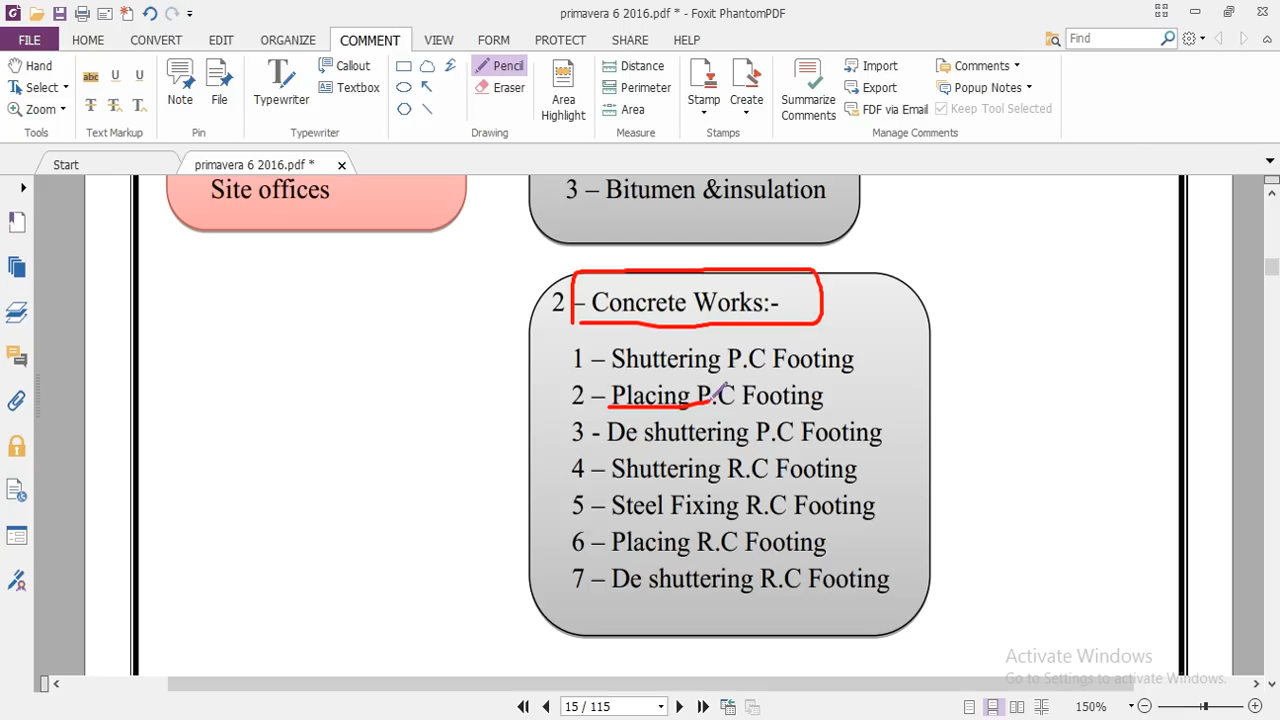 primavera 6 2016.pdf * - Foxit PhantomPDF
FILE HOME CONVERT EDIT ORGANIZE COMMENT VIEW FORM PROTECT SHARE HELP Find
Hand
Select
Zoom
Tools
abc U U
T T T
Text Markup
Note File
Pin
Typewriter
Callout
Textbox
Typewriter
Pencil
Eraser
Drawing
Area Highlight
Distance
Perimeter
Area
Measure
Stamp Create
Stamps
Summarize Comments
Import
Export
FDF via Email
Comments
Popup Notes
Keep Tool Selected
Manage Comments
Start primavera 6 2016.pdf * x
Site offices
3 – Bitumen &insulation
2 – Concrete Works:-
1 – Shuttering P.C Footing
2 – Placing P.C Footing
3 - De shuttering P.C Footing
4 – Shuttering R.C Footing
5 – Steel Fixing R.C Footing
6 – Placing R.C Footing
7 – De shuttering R.C Footing
Activate Windows
Go to Settings to activate Windows.
15 / 115 150%